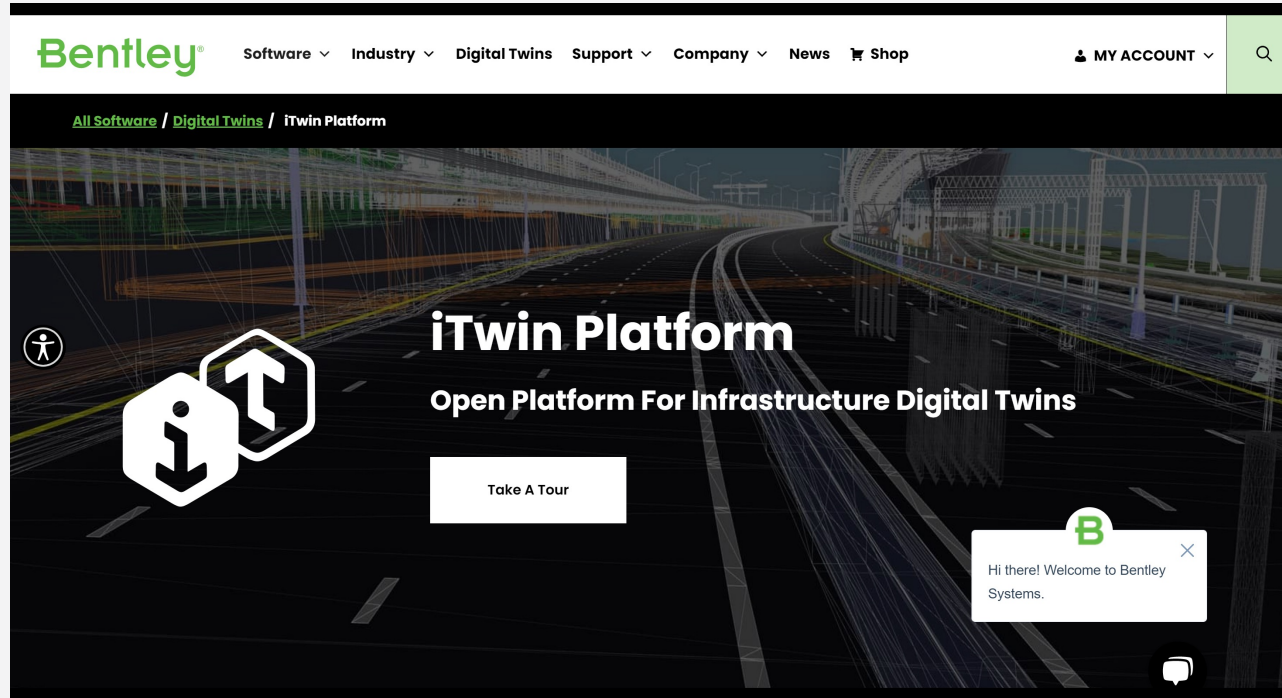 Bentley®
Software Industry Digital Twins Support Company News Shop MY ACCOUNT
All Software / Digital Twins / iTwin Platform
iTwin Platform
Open Platform For Infrastructure Digital Twins
Take A Tour
B
Hi there! Welcome to Bentley
Systems.